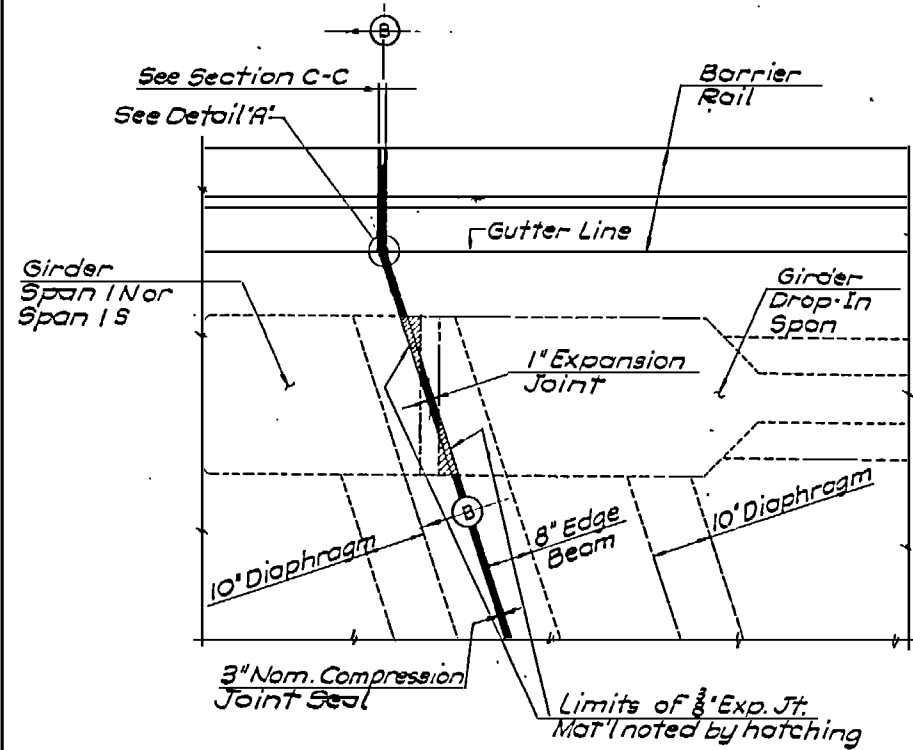 B
See Section C-C
See Detail "A"
Barrier
Rail
Gutter Line
Girder
Span 1N or
Span 1S
Girder
Drop-In
Span
1" Expansion
Joint
B
8" Edge
Beam
10" Diaphragm
10" Diaphragm
3" Nom. Compression
Joint Seal
Limits of 3/8" Exp. Jt.
Mat'l noted by hatching